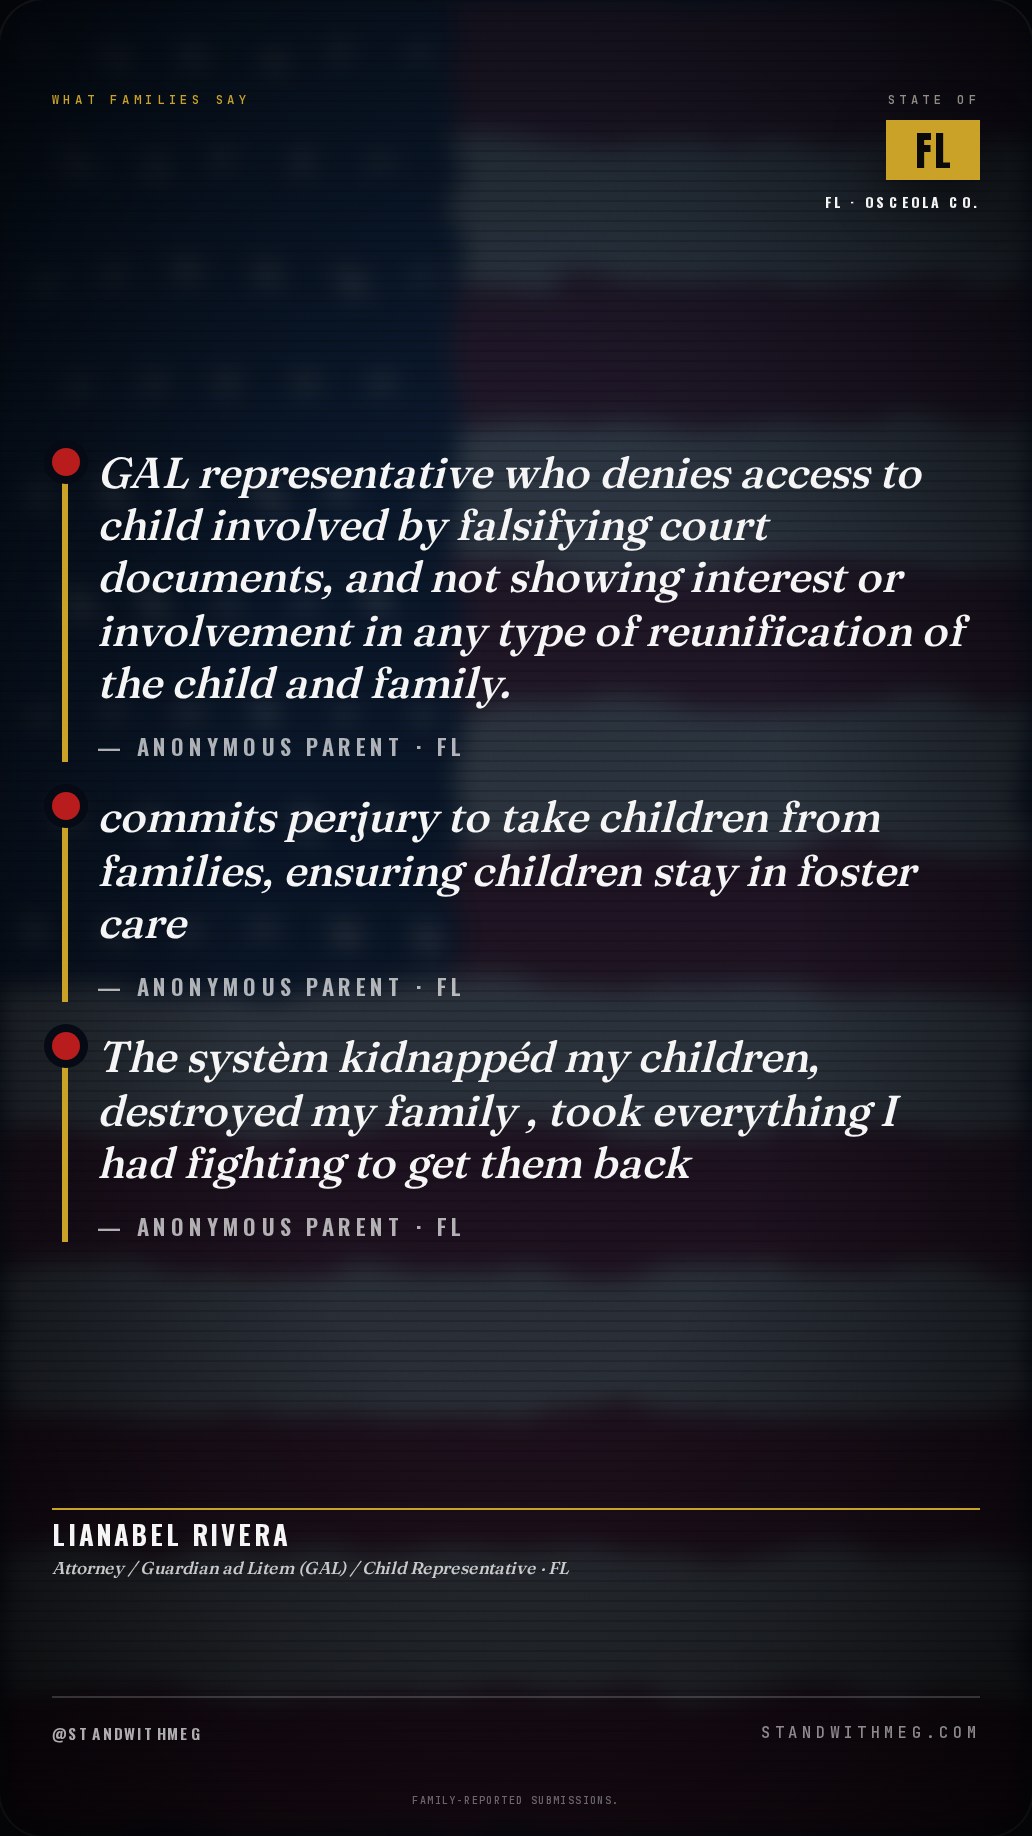 WHAT FAMILIES SAY
STATE OF
FL
FL · OSCEOLA CO.
GAL representative who denies access to
child involved by falsifying court
documents, and not showing interest or
involvement in any type of reunification of
the child and family.
— ANONYMOUS PARENT · FL
commits perjury to take children from
families, ensuring children stay in foster
care
— ANONYMOUS PARENT · FL
The systèm kidnappéd my children,
destroyed my family , took everything I
had fighting to get them back
— ANONYMOUS PARENT · FL
LIANABEL RIVERA
Attorney / Guardian ad Litem (GAL) / Child Representative · FL
@STANDWITHMEG
STANDWITHMEG.COM
FAMILY-REPORTED SUBMISSIONS.